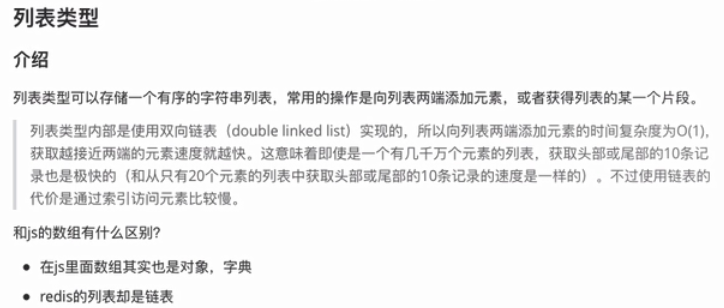 列表类型
介绍
列表类型可以存储一个有序的字符串列表，常用的操作是向列表两端添加元素，或者获得列表的某一个片段。
列表类型内部是使用双向链表（double linked list）实现的，所以向列表两端添加元素的时间复杂度为O(1),
获取越接近两端的元素速度就越快。这意味着即使是一个有几千万个元素的列表，获取头部或尾部的10条记
录也是极快的（和从只有20个元素的列表中获取头部或尾部的10条记录的速度是一样的）。不过使用链表的
代价是通过索引访问元素比较慢。
和js的数组有什么区别?
• 在js里面数组其实也是对象，字典
• redis的列表却是链表